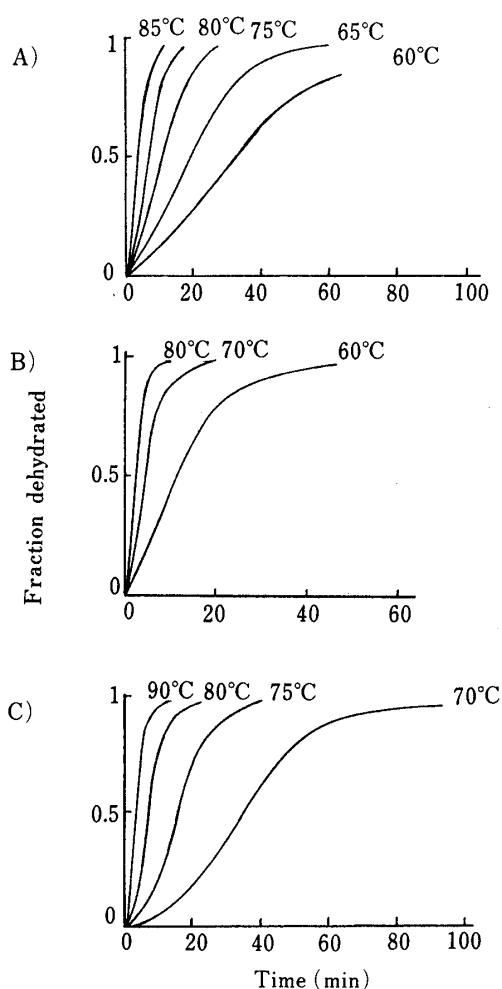 A)
85°C 80°C 75°C 65°C
60°C
1
0.5
0
0 20 40 60 80 100
B)
80°C 70°C 60°C
1
0.5
0
0 20 40 60
Fraction dehydrated
C)
90°C 80°C 75°C 70°C
1
0.5
0
0 20 40 60 80 100
Time (min)